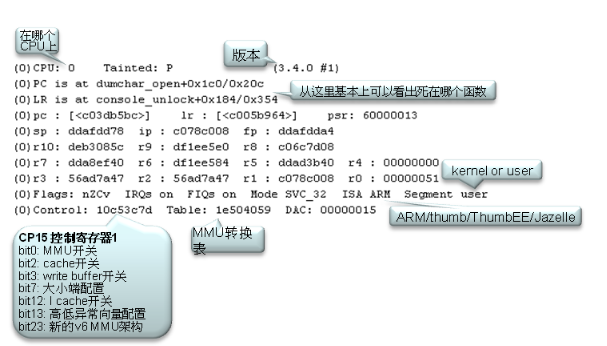 在哪个
CPU上
版本
(0)CPU: 0 Tainted: P (3.4.0 #1)
(0)PC is at dumchar_open+0x1c0/0x20c
(0)LR is at console_unlock+0x184/0x354
从这里基本上可以看出死在哪个函数
(0)pc : [<c03db5bc>] lr : [<c005b964>] psr: 60000013
(0)sp : ddafdd78 ip : c078c008 fp : ddafdda4
(0)r10: deb3085c r9 : df1ee5e0 r8 : c06c7d08
(0)r7 : dda8ef40 r6 : df1ee584 r5 : ddad3b40 r4 : 00000000
kernel or user
(0)r3 : 56ad7a47 r2 : 56ad7a47 r1 : c078c008 r0 : 00000051
(0)Flags: nZCv IRQs on FIQs on Mode SVC_32 ISA ARM Segment user
(0)Control: 10c53c7d Table: 1e504059 DAC: 00000015
ARM/thumb/ThumbEE/Jazelle
MMU转换
表
CP15 控制寄存器1
bit0: MMU开关
bit2: cache开关
bit3: write buffer开关
bit7: 大小端配置
bit12: I cache开关
bit13: 高低异常向量配置
bit23: 新的v6 MMU架构